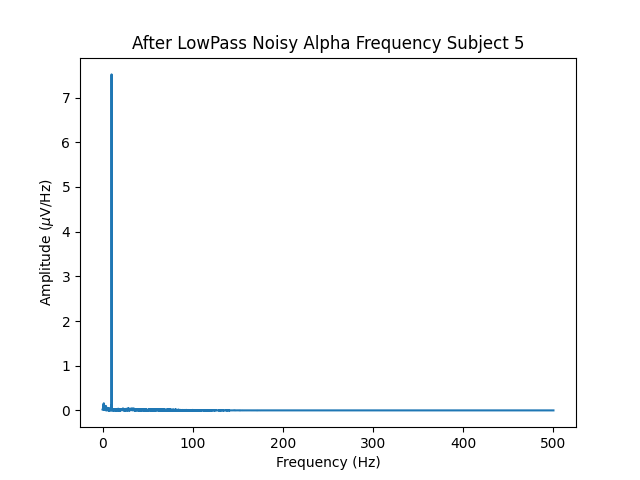 After LowPass Noisy Alpha Frequency Subject 5
Amplitude (μV/Hz)
7
6
5
4
3
2
1
0
0 100 200 300 400 500
Frequency (Hz)